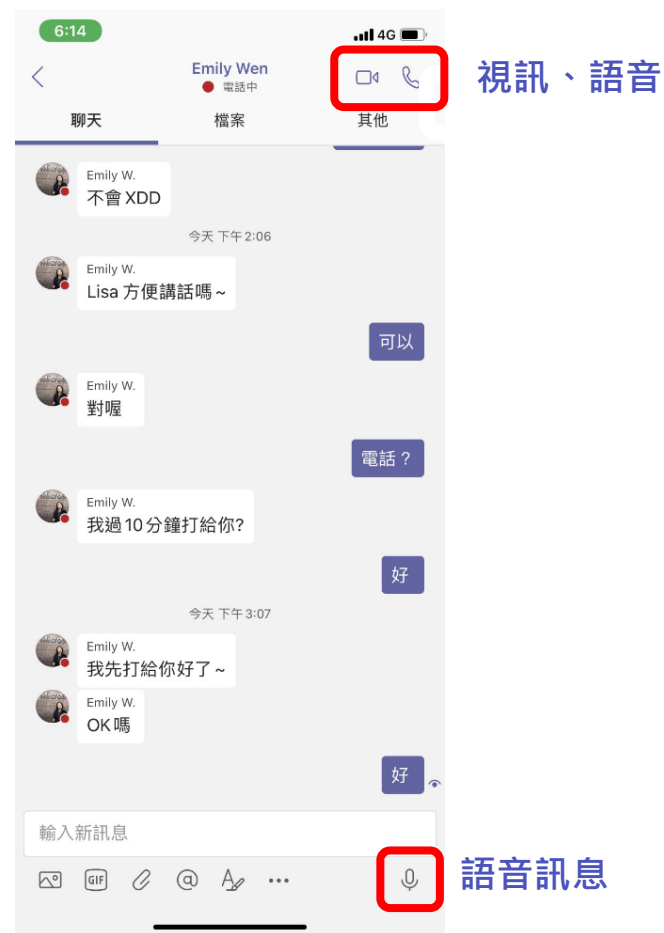 6:14
4G
Emily Wen
電話中
視訊、語音
聊天
檔案
其他
Emily W.
不會 XDD
今天 下午 2:06
Emily W.
Lisa 方便講話嗎 ~
可以
Emily W.
對喔
電話？
Emily W.
我過 10 分鐘打給你?
好
今天 下午 3:07
Emily W.
我先打給你好了 ~
Emily W.
OK 嗎
好
輸入新訊息
GIF
語音訊息